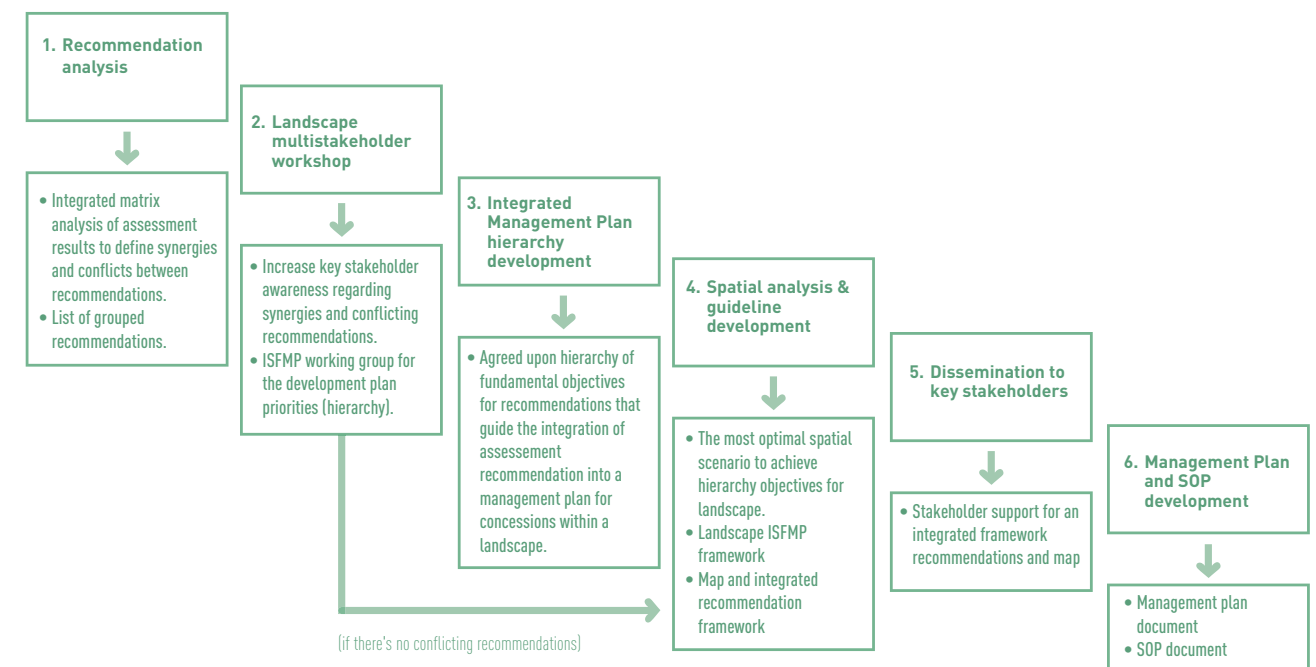 1. Recommendation
analysis
• Integrated matrix
analysis of assessment
results to define synergies
and conflicts between
recommendations.
• List of grouped
recommendations.
2. Landscape
multistakeholder
workshop
• Increase key stakeholder
awareness regarding
synergies and conflicting
recommendations.
• ISFMP working group for
the development plan
priorities (hierarchy).
3. Integrated
Management Plan
hierarchy
development
• Agreed upon hierarchy of
fundamental objectives
for recommendations that
guide the integration of
assessement
recommendation into a
management plan for
concessions within a
landscape.
4. Spatial analysis &
guideline
development
• The most optimal spatial
scenario to achieve
hierarchy objectives for
landscape.
• Landscape ISFMP
framework
• Map and integrated
recommendation
framework
5. Dissemination to
key stakeholders
• Stakeholder support for an
integrated framework
recommendations and map
6. Management Plan
and SOP
development
• Management plan
document
• SOP document
(if there's no conflicting recommendations)